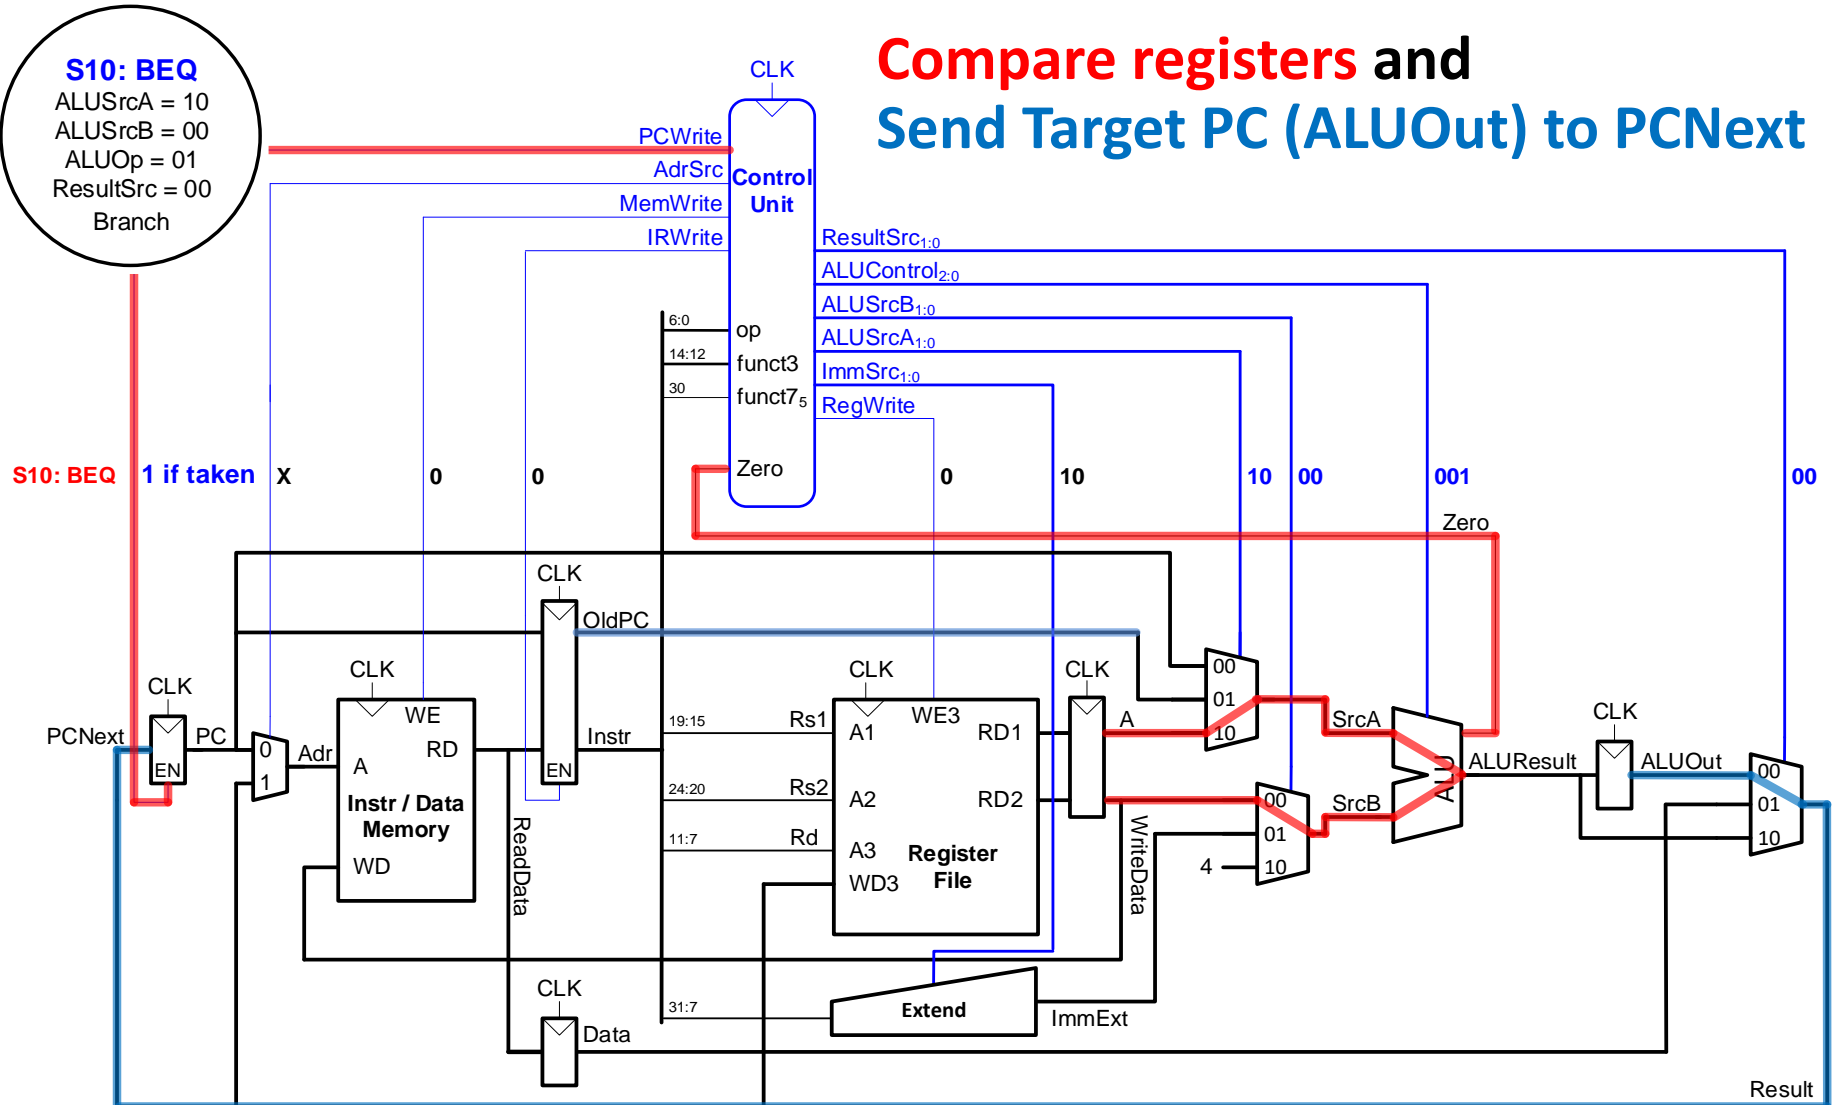 Compare registers and
Send Target PC (ALUOut) to PCNext
S10: BEQ
ALUSrcA = 10
ALUSrcB = 00
ALUOp = 01
ResultSrc = 00
Branch
CLK
PCWrite
AdrSrc
MemWrite
IRWrite
Control
Unit
ResultSrc1:0
ALUControl2:0
ALUSrcB1:0
ALUSrcA1:0
ImmSrc1:0
RegWrite
6:0
op
14:12
funct3
30
funct75
Zero
S10: BEQ
1 if taken
X
0
0
0
10
10
00
001
00
Zero
CLK
OldPC
CLK
PCNext
PC
EN
0
1
Adr
CLK
WE
RD
A
Instr / Data
Memory
WD
EN
Instr
ReadData
19:15
Rs1
24:20
Rs2
11:7
Rd
CLK
WE3
A1
RD1
A2
RD2
A3
WD3
Register
File
CLK
A
WriteData
00
01
10
00
01
10
4
SrcA
SrcB
ALU
ALUResult
CLK
ALUOut
00
01
10
31:7
Extend
ImmExt
CLK
Data
Result